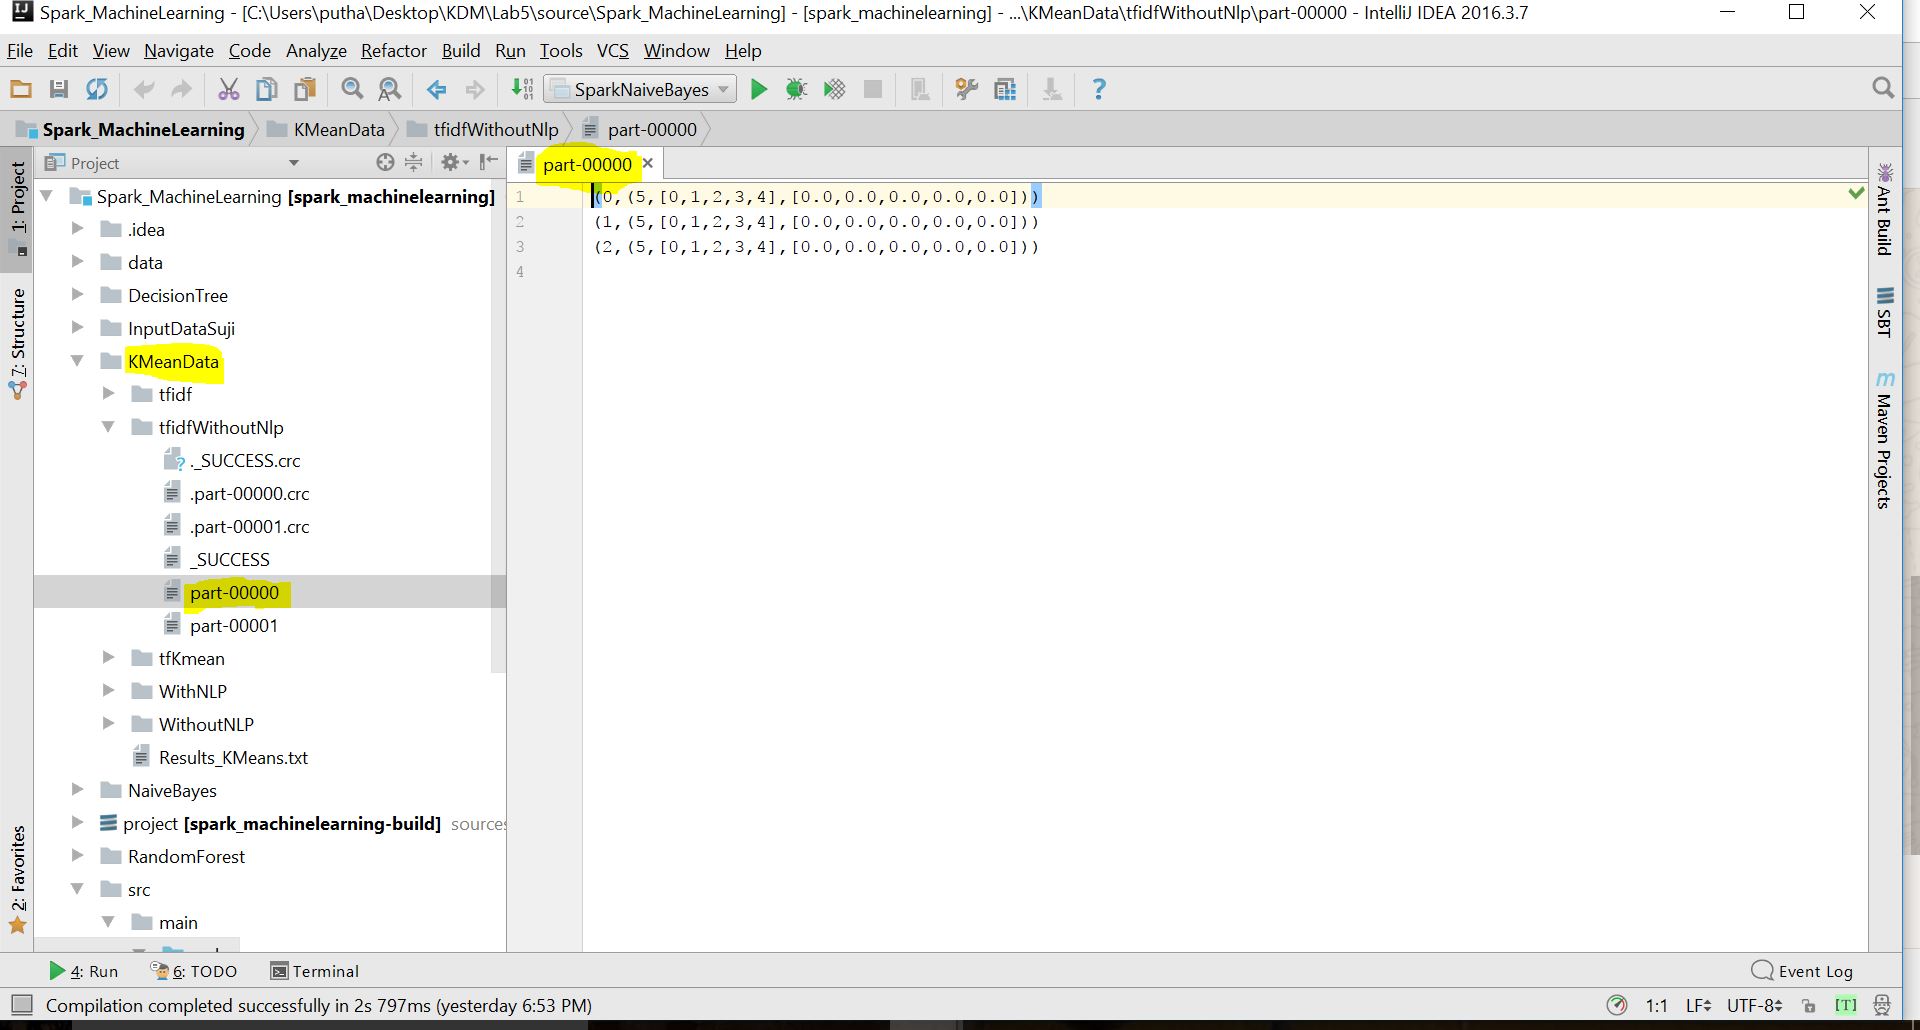 Spark_MachineLearning - [C:\Users\putha\Desktop\KDM\Lab5\source\Spark_MachineLearning] - [spark_machinelearning] - ...\KMeanData\tfidfWithoutNlp\part-00000 - IntelliJ IDEA 2016.3.7
File Edit View Navigate Code Analyze Refactor Build Run Tools VCS Window Help
SparkNaiveBayes
Spark_MachineLearning KMeanData tfidfWithoutNlp part-00000
1: Project
7: Structure
2: Favorites
Project
Spark_MachineLearning [spark_machinelearning]
.idea
data
DecisionTree
InputDataSuji
KMeanData
tfidf
tfidfWithoutNlp
._SUCCESS.crc
.part-00000.crc
.part-00001.crc
_SUCCESS
part-00000
part-00001
tfKmean
WithNLP
WithoutNLP
Results_KMeans.txt
NaiveBayes
project [spark_machinelearning-build] sources
RandomForest
src
main
part-00000
1 (0,(5,[0,1,2,3,4],[0.0,0.0,0.0,0.0,0.0]))
2 (1,(5,[0,1,2,3,4],[0.0,0.0,0.0,0.0,0.0]))
3 (2,(5,[0,1,2,3,4],[0.0,0.0,0.0,0.0,0.0]))
4
Ant Build
SBT
Maven Projects
4: Run 6: TODO Terminal Event Log
Compilation completed successfully in 2s 797ms (yesterday 6:53 PM) 1:1 LF UTF-8 [T]